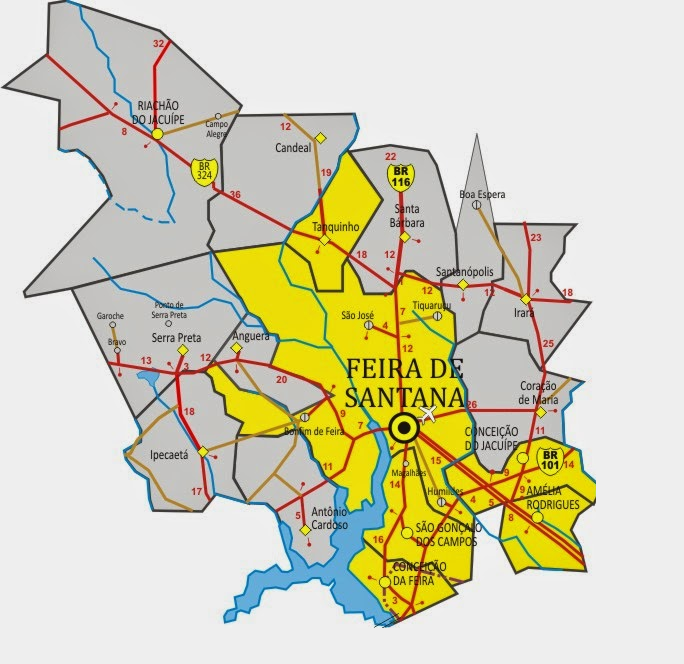 32
RIACHÃO
DO JACUÍPE
Campo
Alegre
8
BR
324
36
12
Candeal
19
Tanquinho
18
22
BR
116
Santa
Bárbara
12
Boa Espera
23
Santanópolis
12
12
18
Irará
25
Tiquaruçu
7
São José
4
12
Garoche
Ponto de
Serra Preta
Bravo
Serra Preta
Anguera
13
3
12
20
FEIRA DE
SANTANA
Coração
de Maria
26
18
9
Bonfim de Feira
7
CONCEIÇÃO
DO JACUÍPE
11
BR
101
14
Ipecaetá
11
Magalhães
15
9
17
14
Humildes
4
5
9
AMÉLIA
RODRIGUES
8
5
Antônio
Cardoso
SÃO GONÇALO
DOS CAMPOS
16
CONCEIÇÃO
DA FEIRA
3